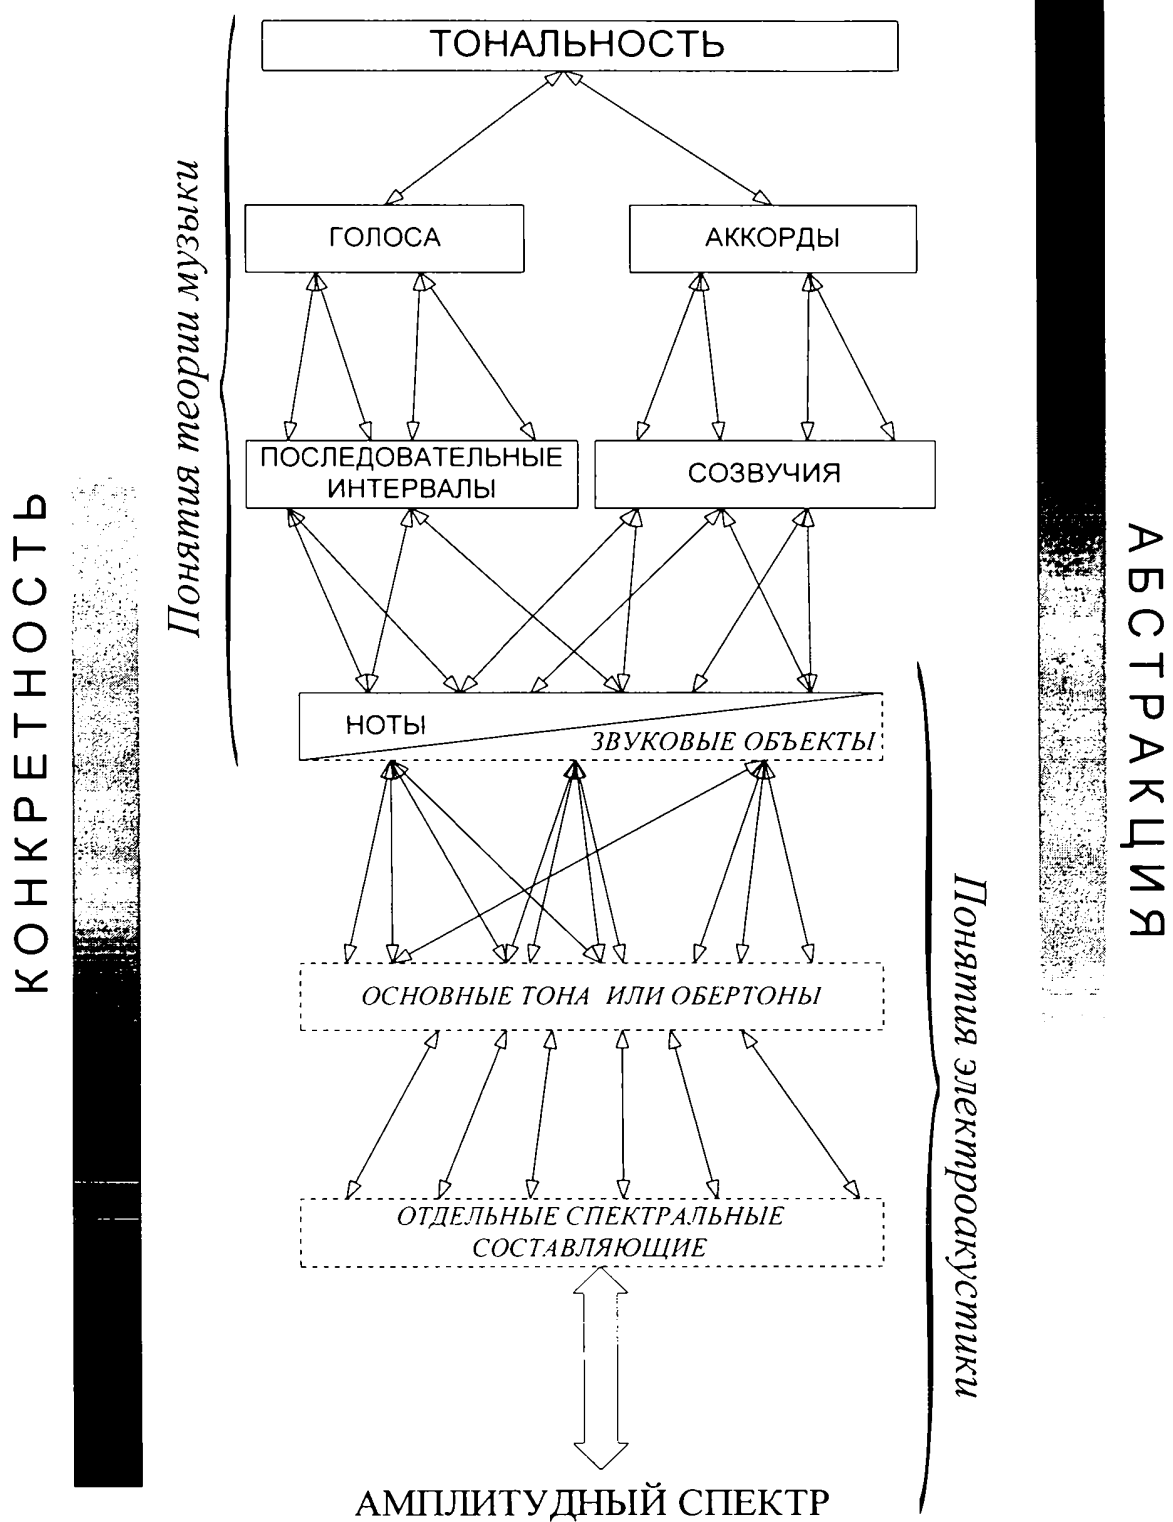 ТОНАЛЬНОСТЬ
Понятия теории музыки
ГОЛОСА
АККОРДЫ
ПОСЛЕДОВАТЕЛЬНЫЕ
ИНТЕРВАЛЫ
СОЗВУЧИЯ
КОНКРЕТНОСТЬ
АБСТРАКЦИЯ
НОТЫ
ЗВУКОВЫЕ ОБЪЕКТЫ
Понятия электроакустики
ОСНОВНЫЕ ТОНА ИЛИ ОБЕРТОНЫ
ОТДЕЛЬНЫЕ СПЕКТРАЛЬНЫЕ
СОСТАВЛЯЮЩИЕ
АМПЛИТУДНЫЙ СПЕКТР